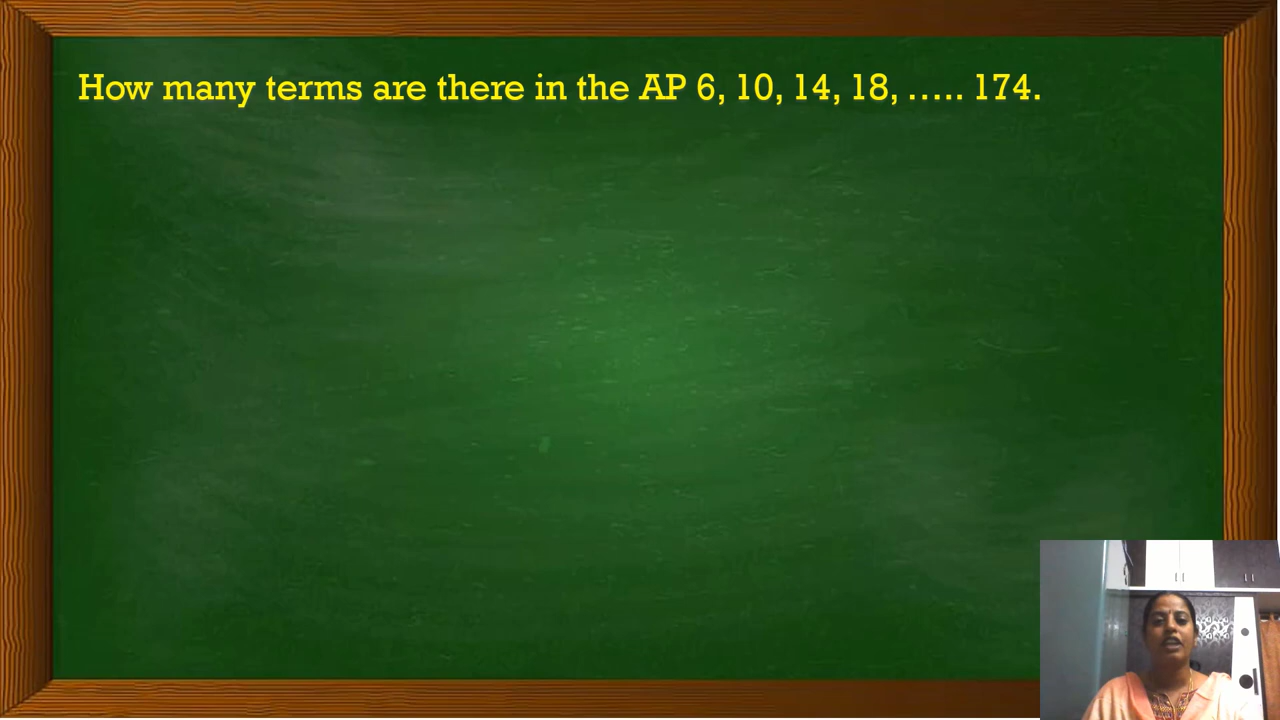 How many terms are there in the AP 6, 10, 14, 18, ….. 174.